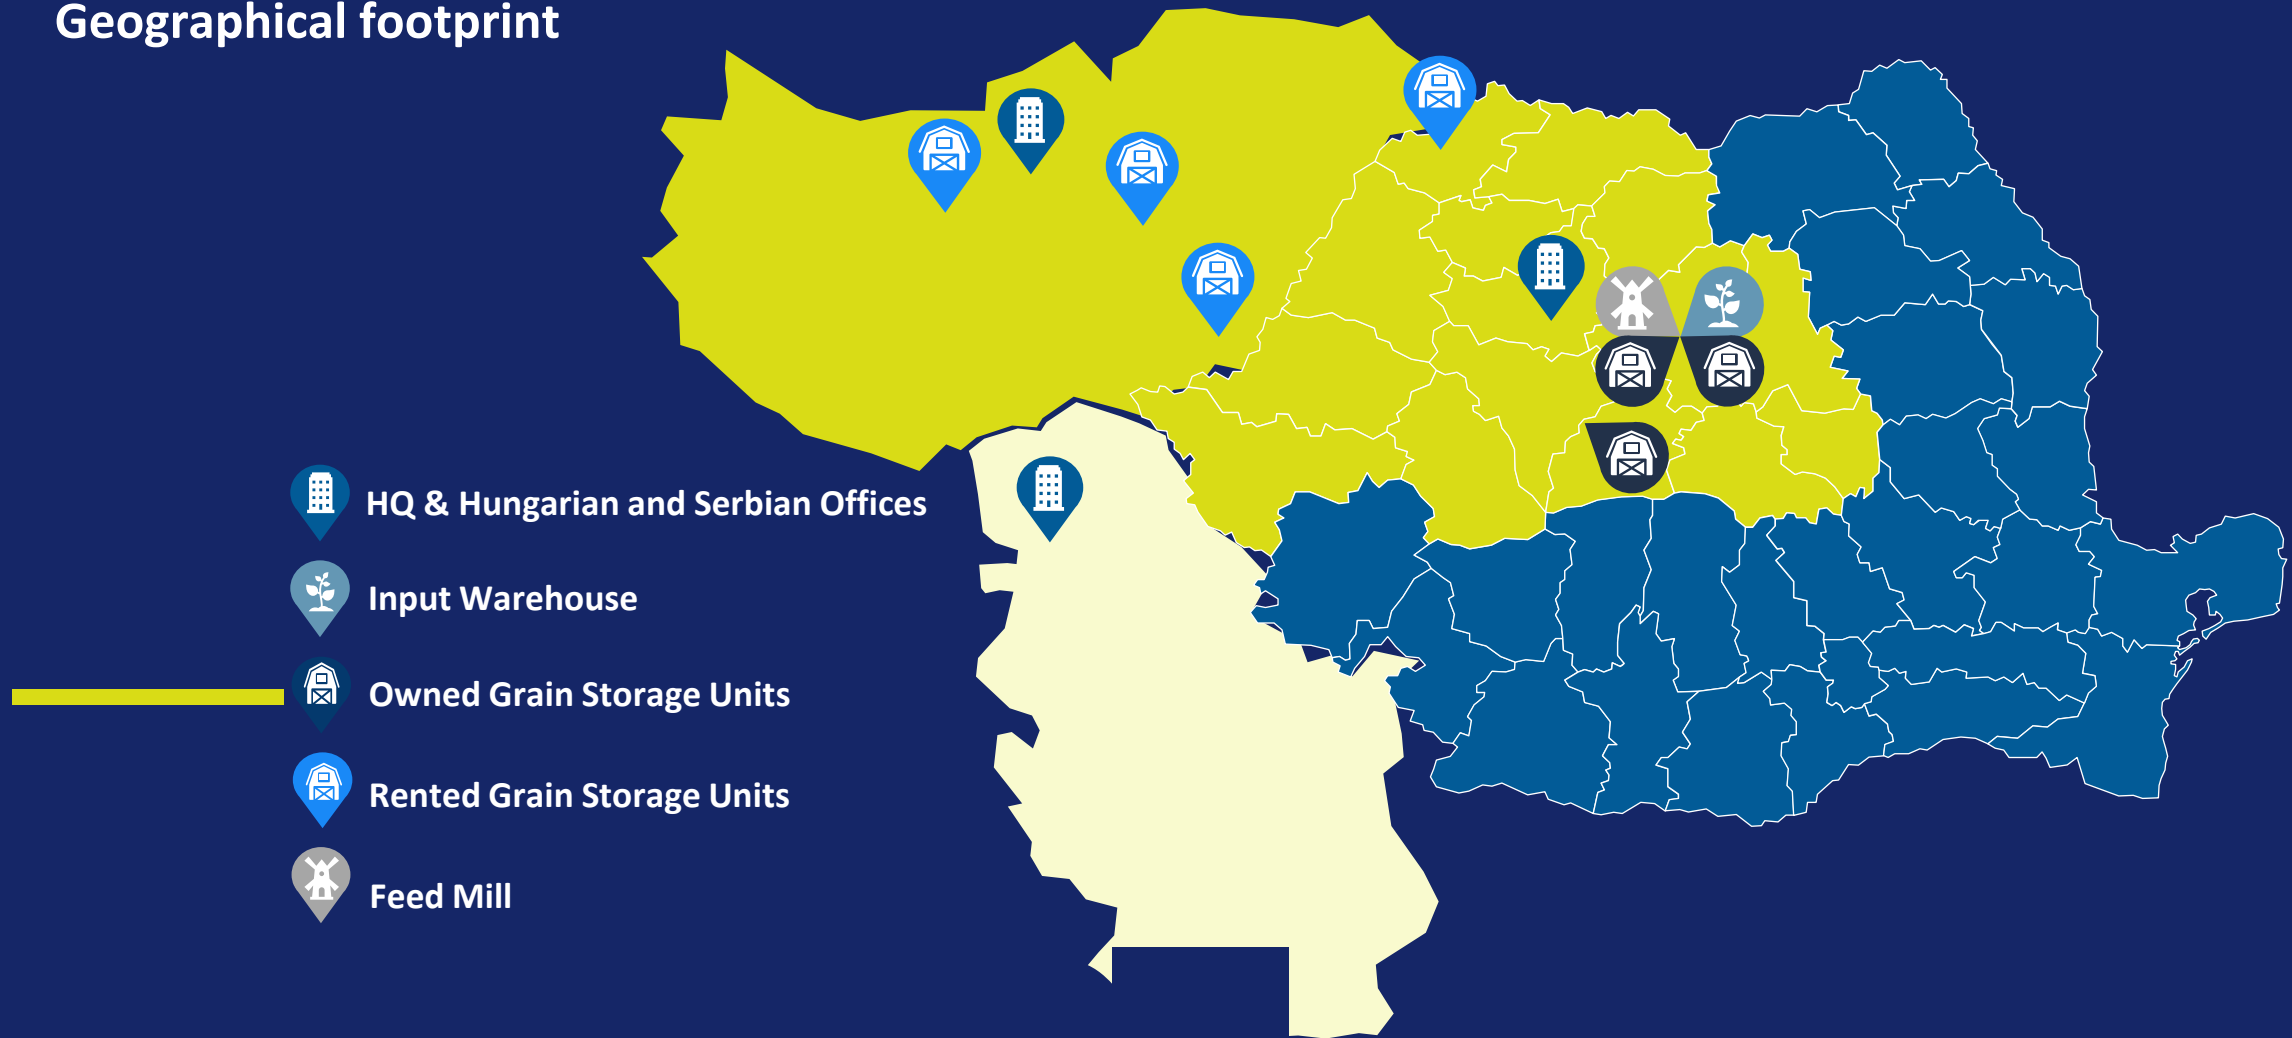 Geographical footprint
HQ & Hungarian and Serbian Offices
Input Warehouse
Owned Grain Storage Units
Rented Grain Storage Units
Feed Mill